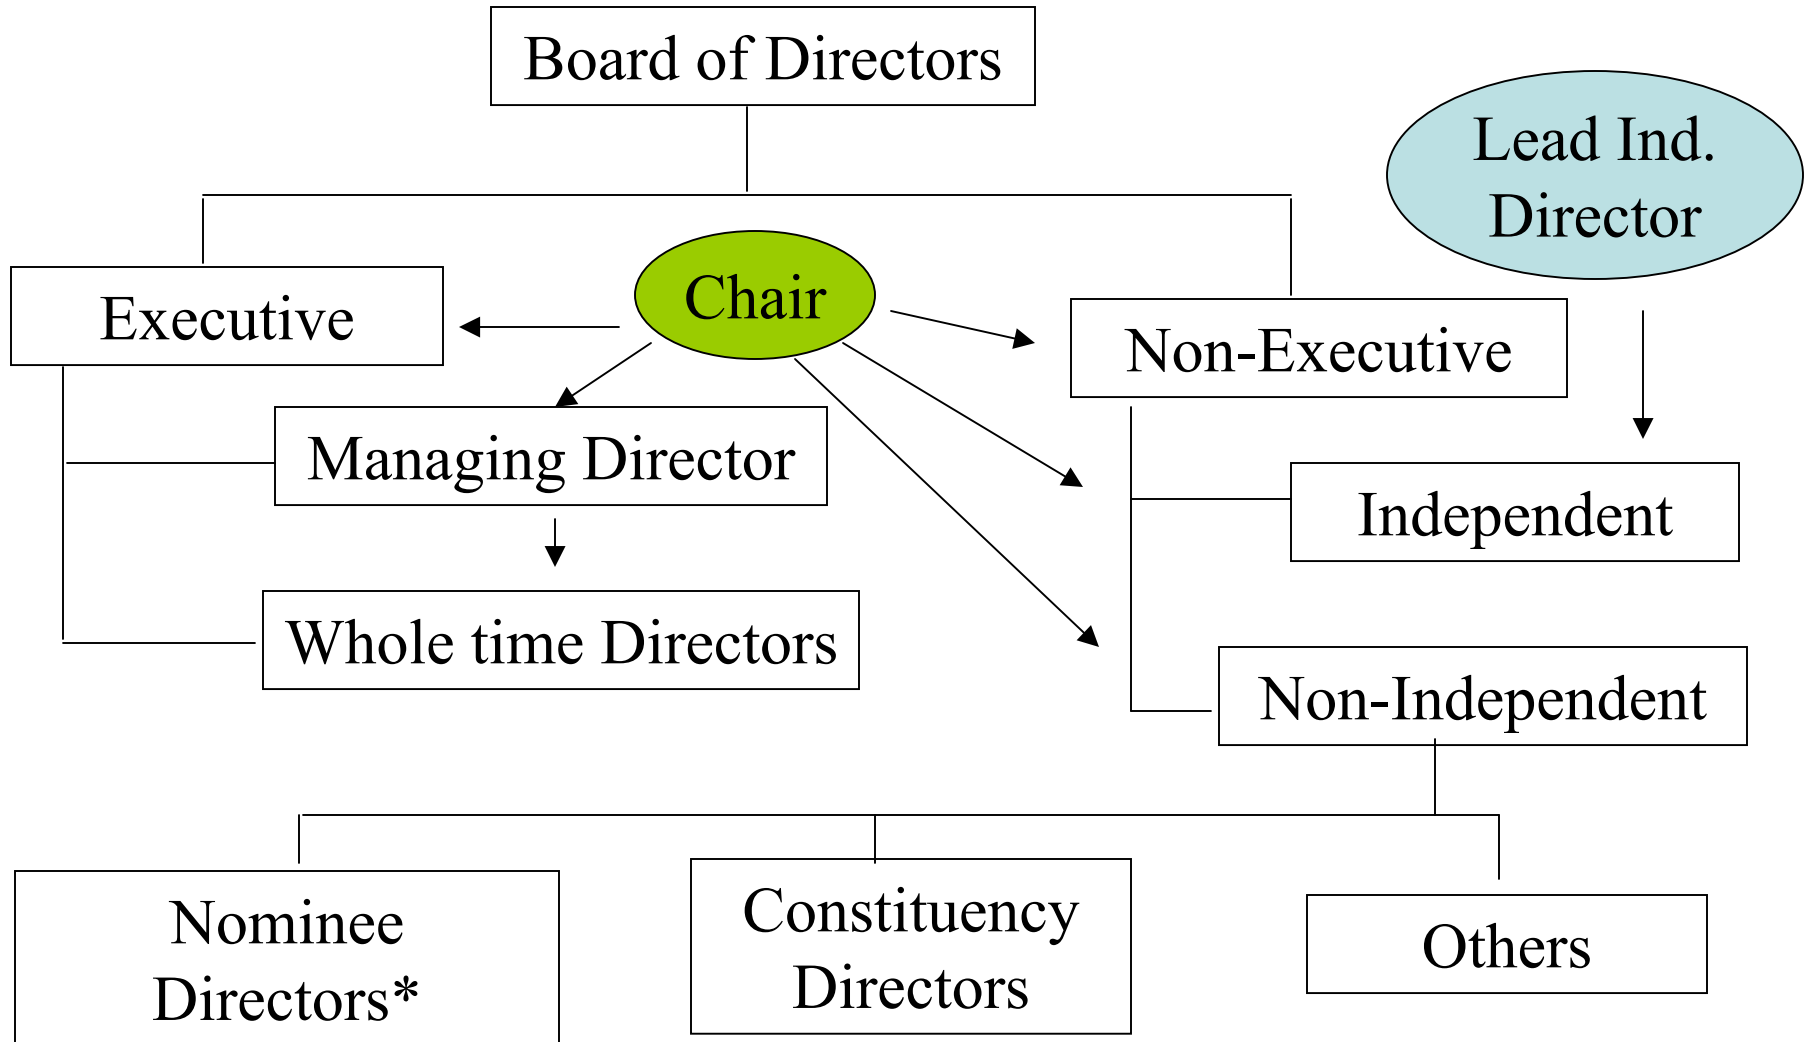 Board of Directors
Lead Ind.
Director
Chair
Executive
Non-Executive
Managing Director
Independent
Whole time Directors
Non-Independent
Nominee
Directors*
Constituency
Directors
Others